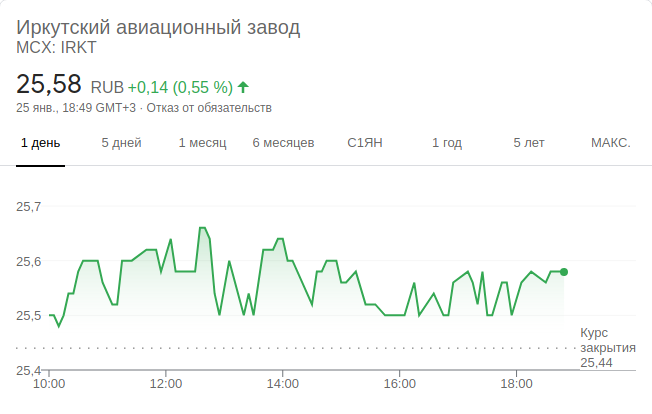 Иркутский авиационный завод
MCX: IRKT
25,58 RUB +0,14 (0,55 %)
25 янв., 18:49 GMT+3 · Отказ от обязательств
1 день 5 дней 1 месяц 6 месяцев С1ЯН 1 год 5 лет МАКС.
25,7
25,6
25,5
Курс
закрытия
25,44
25,4
10:00 12:00 14:00 16:00 18:00